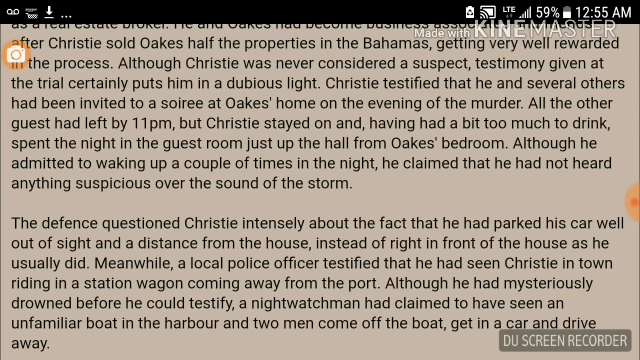 LTE 59% 12:55 AM
Made with KINEMASTER
as a real estate broker. He and Oakes had become business
after Christie sold Oakes half the properties in the Bahamas, getting very well rewarded
in the process. Although Christie was never considered a suspect, testimony given at
the trial certainly puts him in a dubious light. Christie testified that he and several others
had been invited to a soiree at Oakes' home on the evening of the murder. All the other
guest had left by 11pm, but Christie stayed on and, having had a bit too much to drink,
spent the night in the guest room just up the hall from Oakes' bedroom. Although he
admitted to waking up a couple of times in the night, he claimed that he had not heard
anything suspicious over the sound of the storm.
The defence questioned Christie intensely about the fact that he had parked his car well
out of sight and a distance from the house, instead of right in front of the house as he
usually did. Meanwhile, a local police officer testified that he had seen Christie in town
riding in a station wagon coming away from the port. Although he had mysteriously
drowned before he could testify, a nightwatchman had claimed to have seen an
unfamiliar boat in the harbour and two men come off the boat, get in a car and drive
away.
DU SCREEN RECORDER